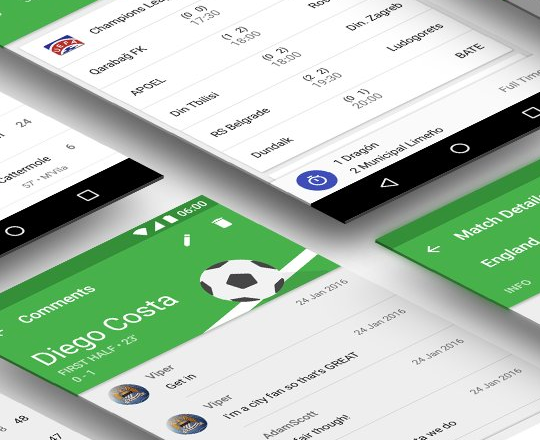 Champions Lea
Qarabağ FK
(0 0)
17:30
APOEL
(1 2)
18:00
Din Tbilisi
(0 2)
18:00
Din. Zagreb
RS Belgrade
(2 2)
19:30
Ludogorets
Dundalk
(0 1)
20:00
BATE
Full Time
1 Dragón
2 Municipal Limeño
24
Cattermole 6
57' • M'Vila
06:00
Comments
Diego Costa
FIRST HALF • 23'
0 - 1
24 Jan 2016
Viper
Get in
24 Jan 2016
Viper
I'm a city fan so that's GREAT
24 Jan 2016
AdamScott
fair though!
24 Jan 2016
we do
Match Detail
England
INFO
48
47